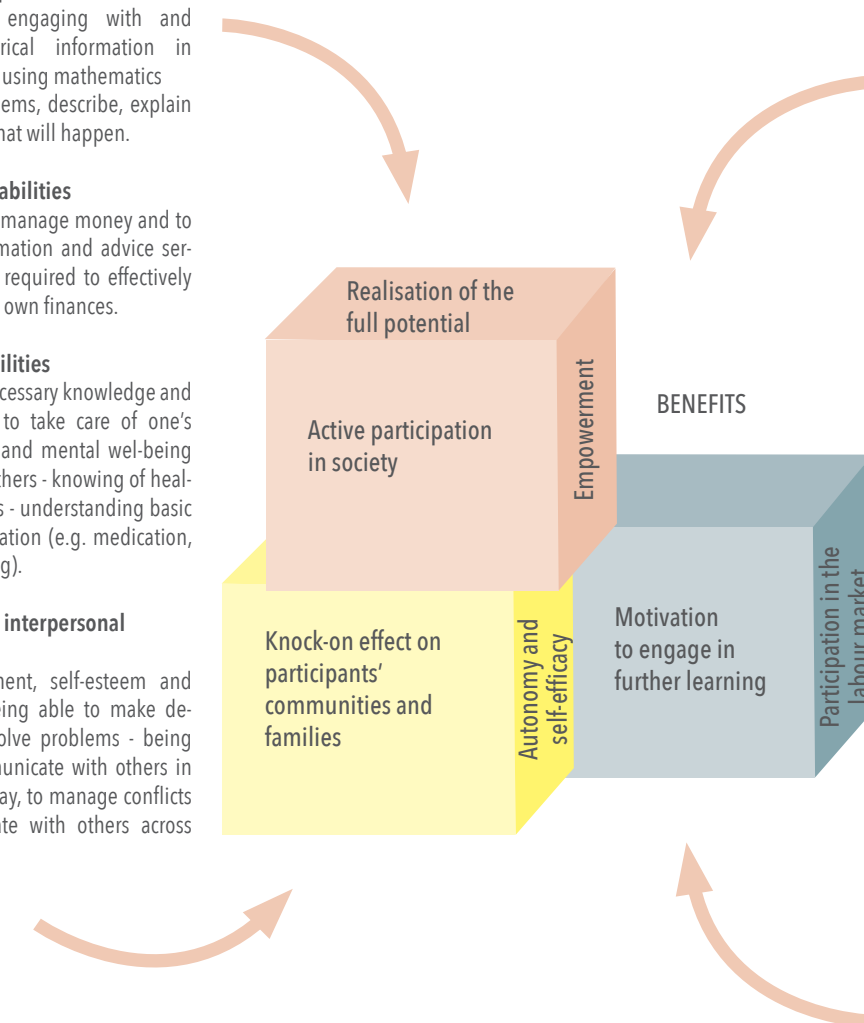 engaging with and
rical information in
using mathematics
ems, describe, explain
hat will happen.
abilities
manage money and to
mation and advice ser-
required to effectively
own finances.
ilities
cessary knowledge and
to take care of one's
and mental wel-being
thers - knowing of heal-
s - understanding basic
ation (e.g. medication,
g).
interpersonal
ent, self-esteem and
eing able to make de-
olve problems - being
municate with others in
ay, to manage conflicts
te with others across
Realisation of the
full potential
Active participation
in society
Empowerment
BENEFITS
Knock-on effect on
participants'
communities and
families
Autonomy and
self-efficacy
Motivation
to engage in
further learning
Participation in the
labour market